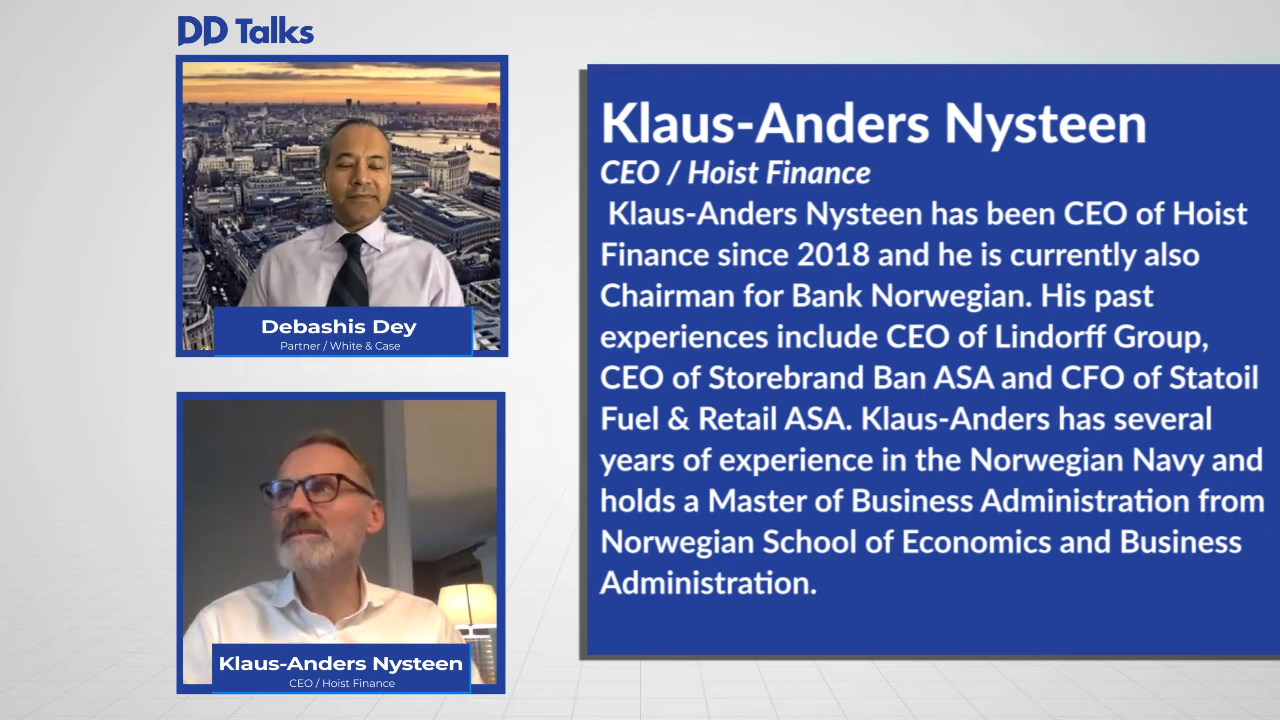 DD Talks
Debashis Dey
Partner / White & Case
Klaus-Anders Nysteen
CEO / Hoist Finance
Klaus-Anders Nysteen
CEO / Hoist Finance
Klaus-Anders Nysteen has been CEO of Hoist
Finance since 2018 and he is currently also
Chairman for Bank Norwegian. His past
experiences include CEO of Lindorff Group,
CEO of Storebrand Ban ASA and CFO of Statoil
Fuel & Retail ASA. Klaus-Anders has several
years of experience in the Norwegian Navy and
holds a Master of Business Administration from
Norwegian School of Economics and Business
Administration.